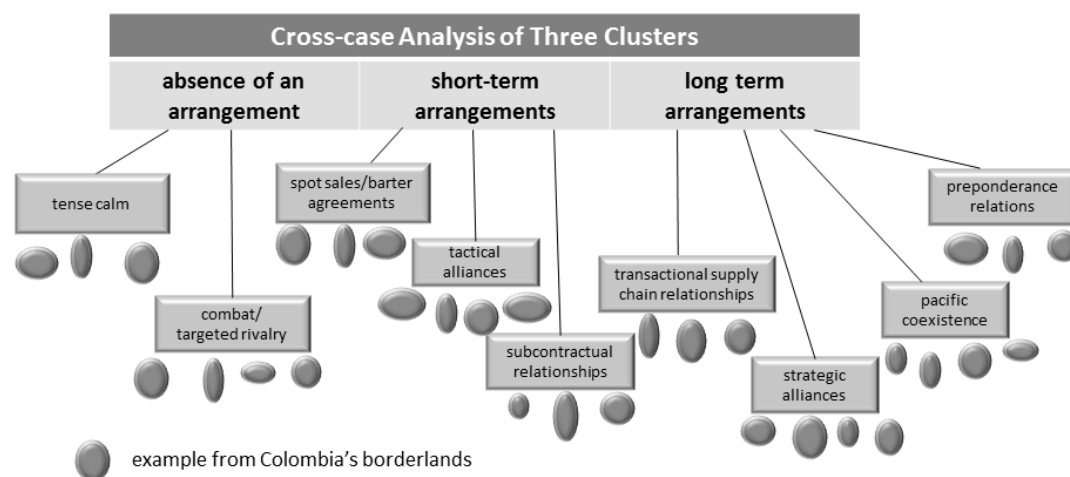 Cross-case Analysis of Three Clusters
absence of an
arrangement
short-term
arrangements
long term
arrangements
tense calm
combat/
targeted rivalry
spot sales/barter
agreements
tactical
alliances
subcontractual
relationships
transactional supply
chain relationships
strategic
alliances
pacific
coexistence
preponderance
relations
example from Colombia's borderlands